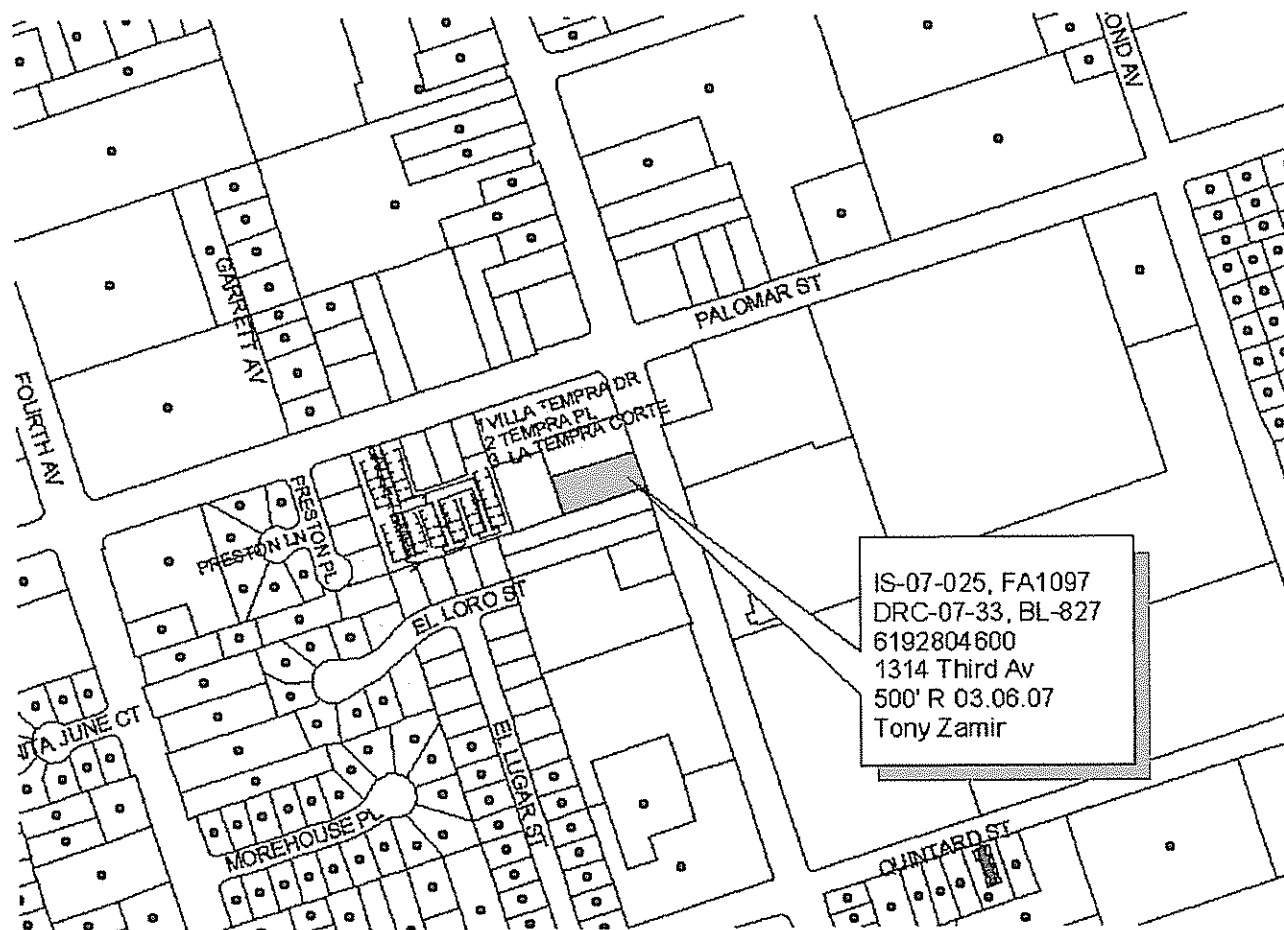 OND AV
GARRETT AV
PALOMAR ST
FOURTH AV
1 VILLA TEMPRA DR
2 TEMPRA PL
3 LA TEMPRA CORTE
PRESTON LN
PRESTON PL
EL LORO ST
ITA JUNE CT
EL LUGAR ST
MOREHOUSE PL
QUINTARD ST
IS-07-025, FA1097
DRC-07-33, BL-827
6192804600
1314 Third Av
500' R 03.06.07
Tony Zamir